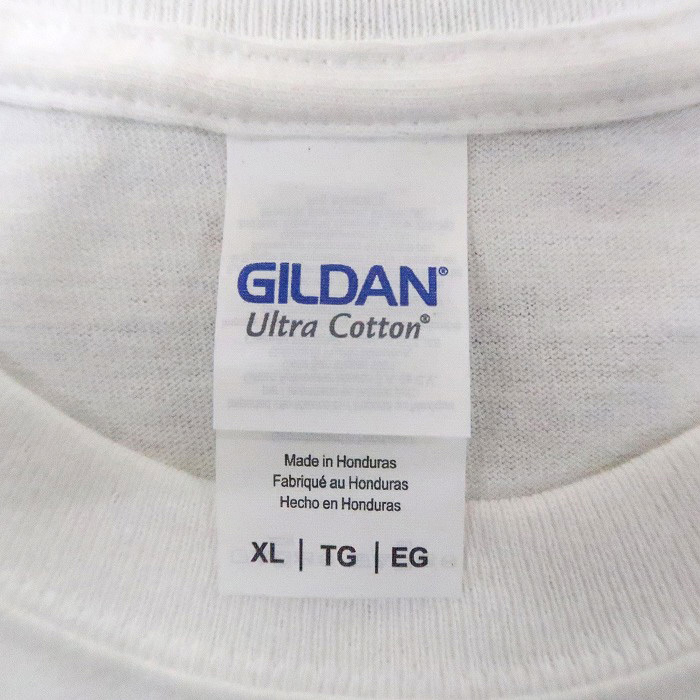 GILDAN®
Ultra Cotton®
Made in Honduras
Fabriqué au Honduras
Hecho en Honduras
XL | TG | EG